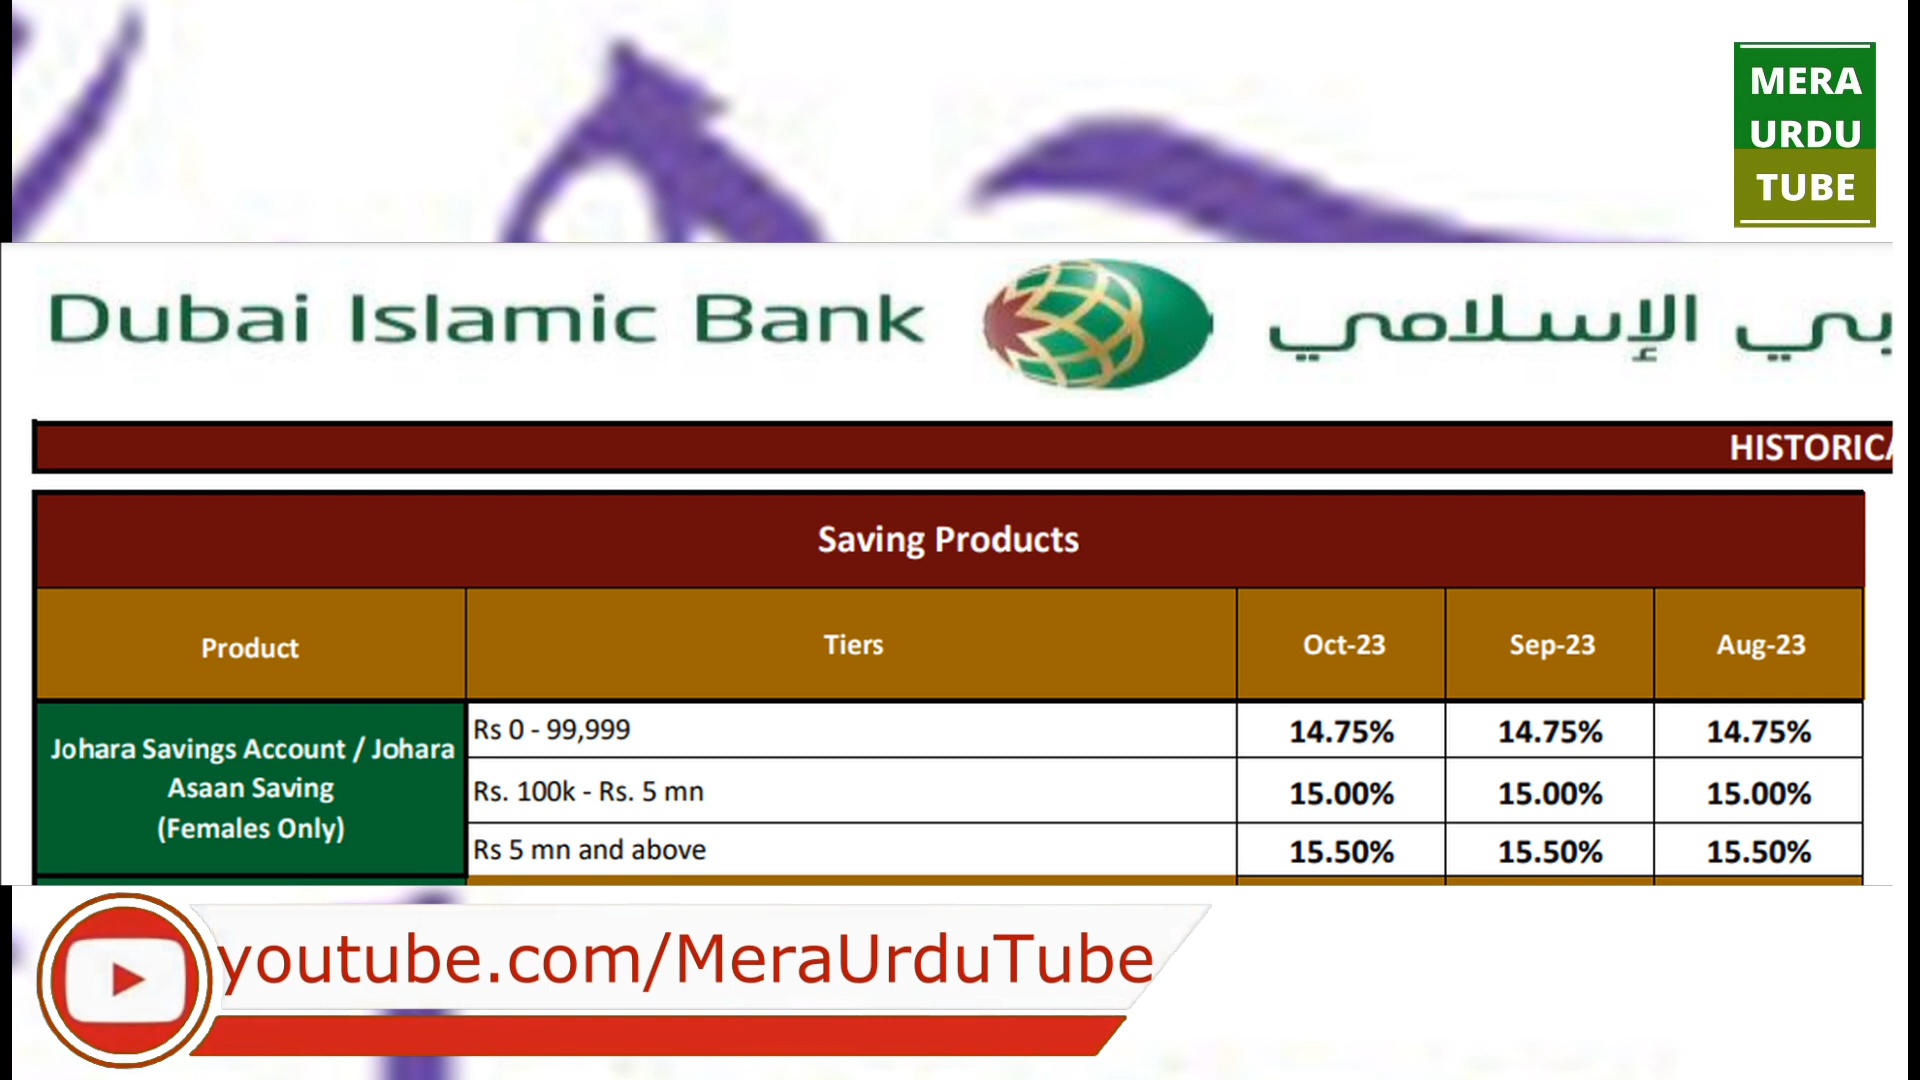 MERA
URDU
TUBE
Dubai Islamic Bank
بي الإسلامي
HISTORICA
Saving Products
Product Tiers Oct-23 Sep-23 Aug-23
Johara Savings Account / Johara
Asaan Saving
(Females Only)
Rs 0 - 99,999 14.75% 14.75% 14.75%
Rs. 100k - Rs. 5 mn 15.00% 15.00% 15.00%
Rs 5 mn and above 15.50% 15.50% 15.50%
youtube.com/MeraUrduTube